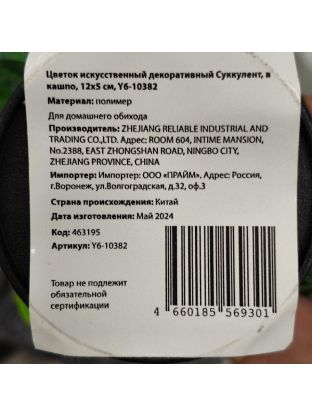 Цветок искусственный декоративный Суккулент, в
кашпо, 12х5 см, Y6-10382
Материал: полимер
Для домашнего обихода
Производитель: ZHEJIANG RELIABLE INDUSTRIAL AND
TRADING CO.,LTD. Адрес: ROOM 604, INTIME MANSION,
No.2388, EAST ZHONGSHAN ROAD, NINGBO CITY,
ZHEJIANG PROVINCE, CHINA
Импортер: Импортер: ООО «ПРАЙМ», Адрес: Россия,
г.Воронеж, ул.Волгоградская, д.32, оф.3
Страна происхождения: Китай
Дата изготовления: Май 2024
Код: 463195
Артикул: Y6-10382
Товар не подлежит
обязательной
сертификации
4 660185 569301